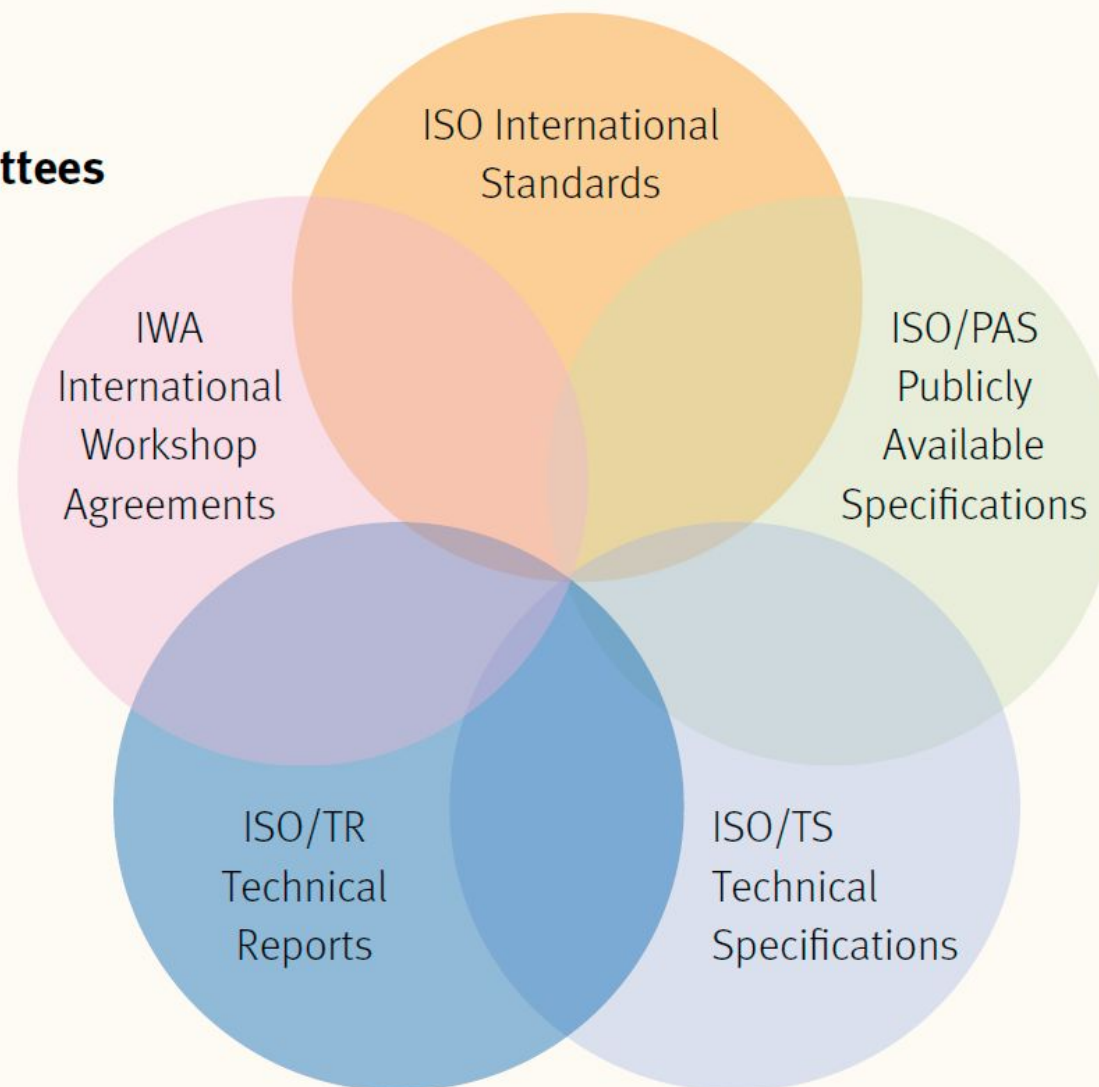 ttees
ISO International
Standards
IWA
International
Workshop
Agreements
ISO/PAS
Publicly
Available
Specifications
ISO/TR
Technical
Reports
ISO/TS
Technical
Specifications